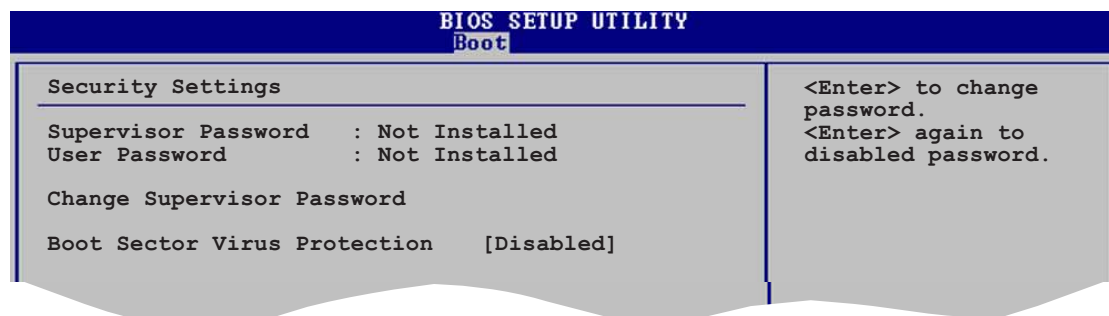 BIOS SETUP UTILITY
Boot
Security Settings
Supervisor Password : Not Installed
User Password : Not Installed
Change Supervisor Password
Boot Sector Virus Protection [Disabled]
<Enter> to change
password.
<Enter> again to
disabled password.